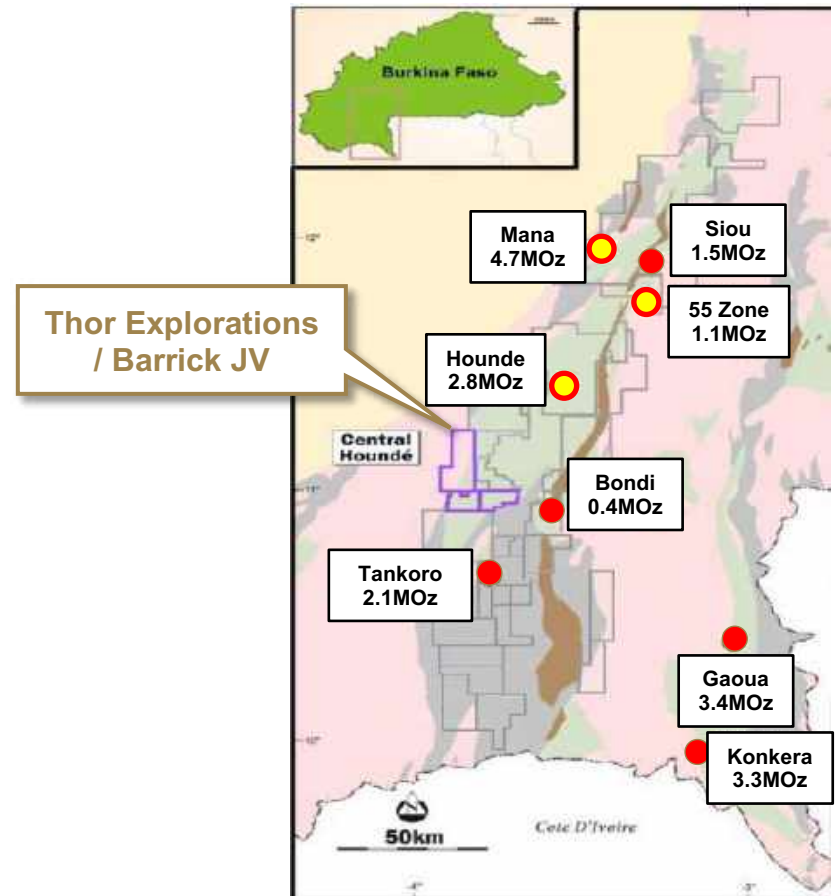 Burkina Faso
Mana
4.7MOz
Siou
1.5MOz
55 Zone
1.1MOz
Thor Explorations
/ Barrick JV
Hounde
2.8MOz
Central
Houndé
Bondi
0.4MOz
Tankoro
2.1MOz
Gaoua
3.4MOz
Konkera
3.3MOz
50km
Cote D'Ivoire